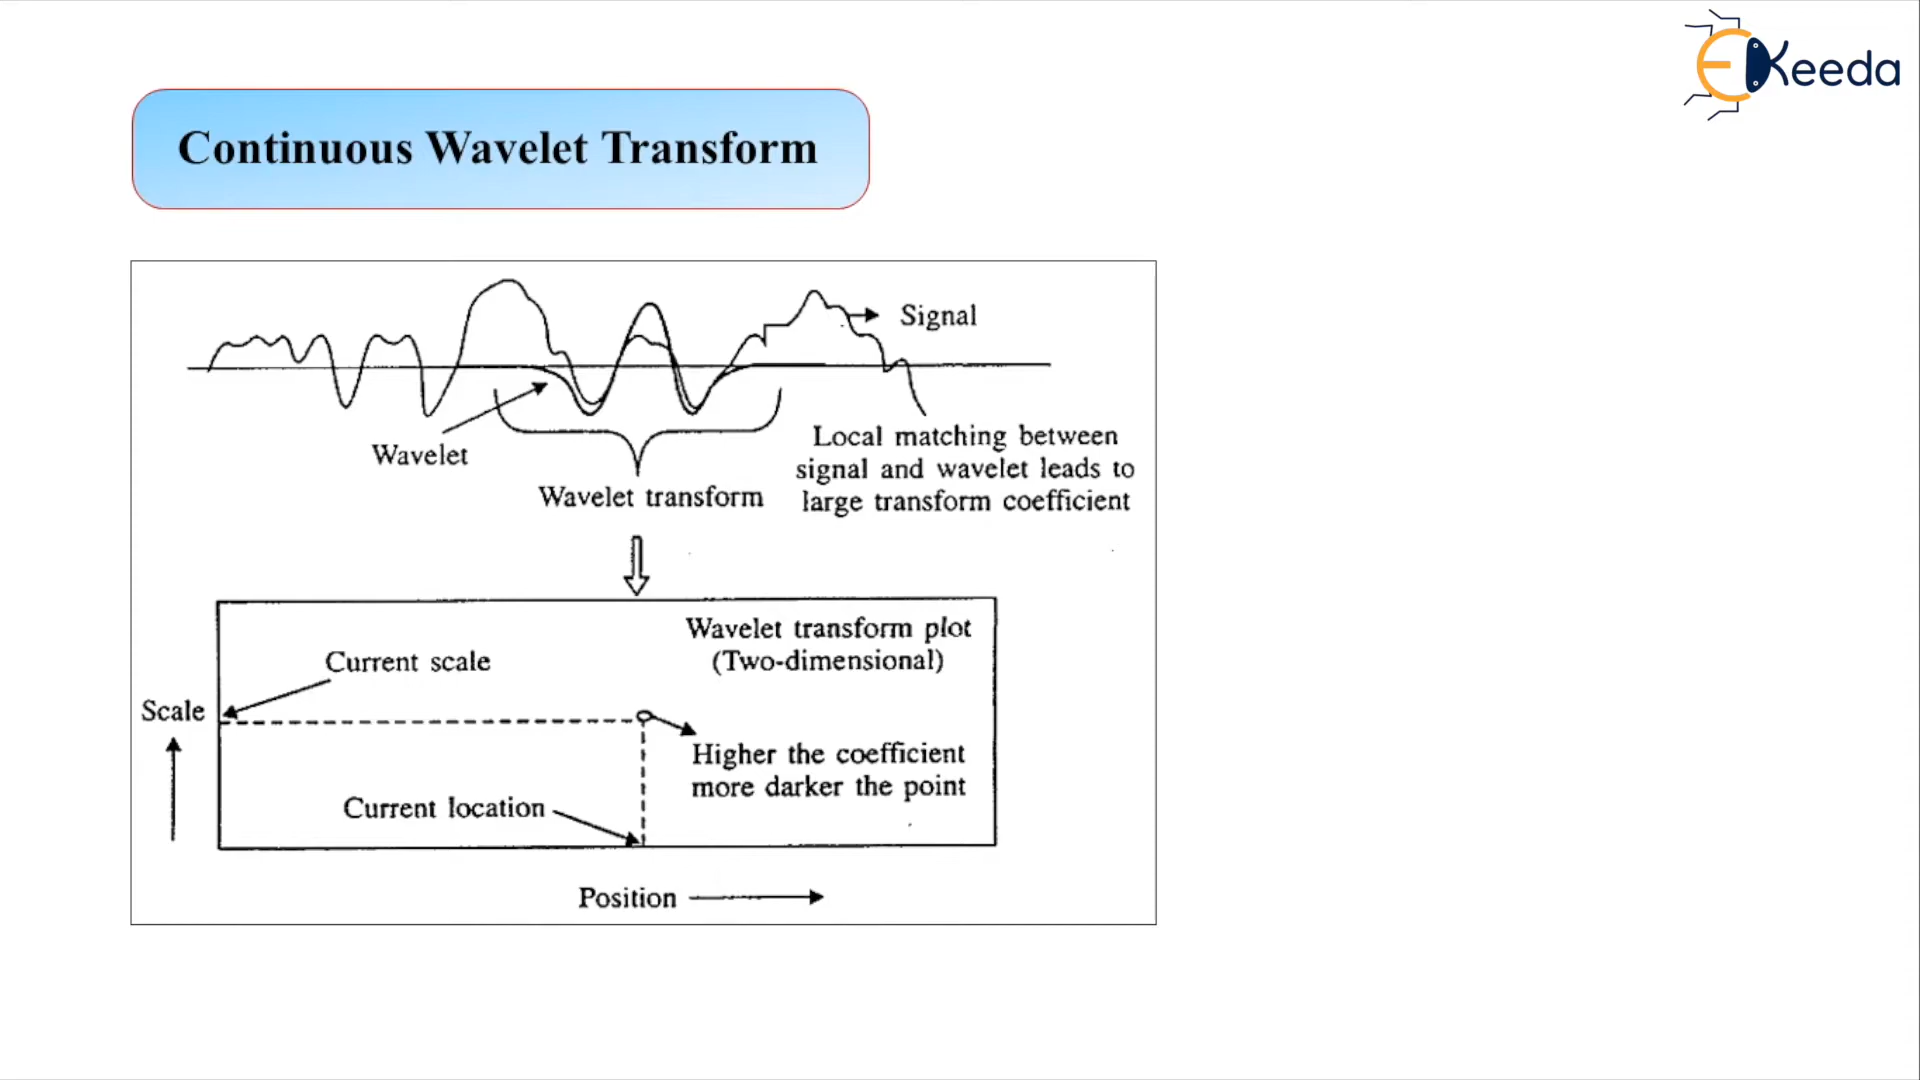 EKeeda
Continuous Wavelet Transform
Signal
Wavelet
Local matching between
signal and wavelet leads to
large transform coefficient
Wavelet transform
Wavelet transform plot
(Two-dimensional)
Current scale
Scale
Higher the coefficient
more darker the point
Current location
Position